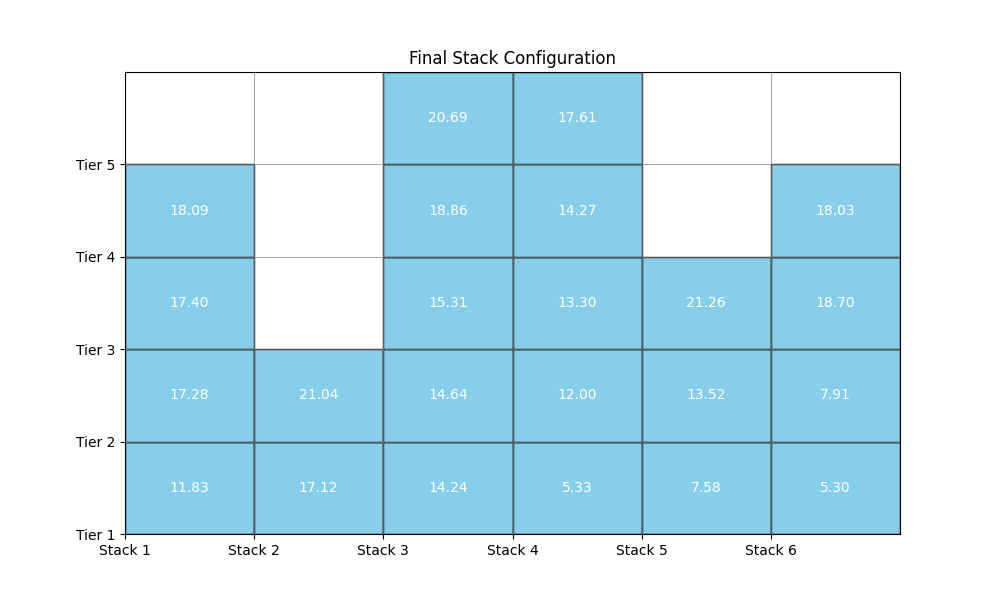 Final Stack Configuration
20.69 17.61
Tier 5
18.09 18.86 14.27 18.03
Tier 4
17.40 15.31 13.30 21.26 18.70
Tier 3
17.28 21.04 14.64 12.00 13.52 7.91
Tier 2
11.83 17.12 14.24 5.33 7.58 5.30
Tier 1
Stack 1 Stack 2 Stack 3 Stack 4 Stack 5 Stack 6